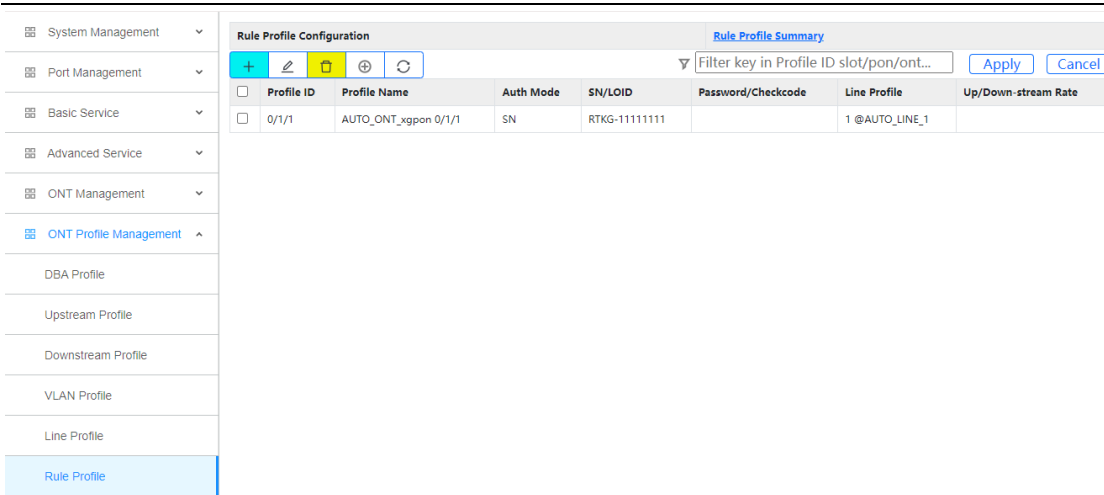 System Management
Port Management
Basic Service
Advanced Service
ONT Management
ONT Profile Management
DBA Profile
Upstream Profile
Downstream Profile
VLAN Profile
Line Profile
Rule Profile
Rule Profile Configuration Rule Profile Summary
Filter key in Profile ID slot/pon/ont... Apply Cancel
Profile ID Profile Name Auth Mode SN/LOID Password/Checkcode Line Profile Up/Down-stream Rate
0/1/1 AUTO_ONT_xgpon 0/1/1 SN RTKG-11111111 1 @AUTO_LINE_1